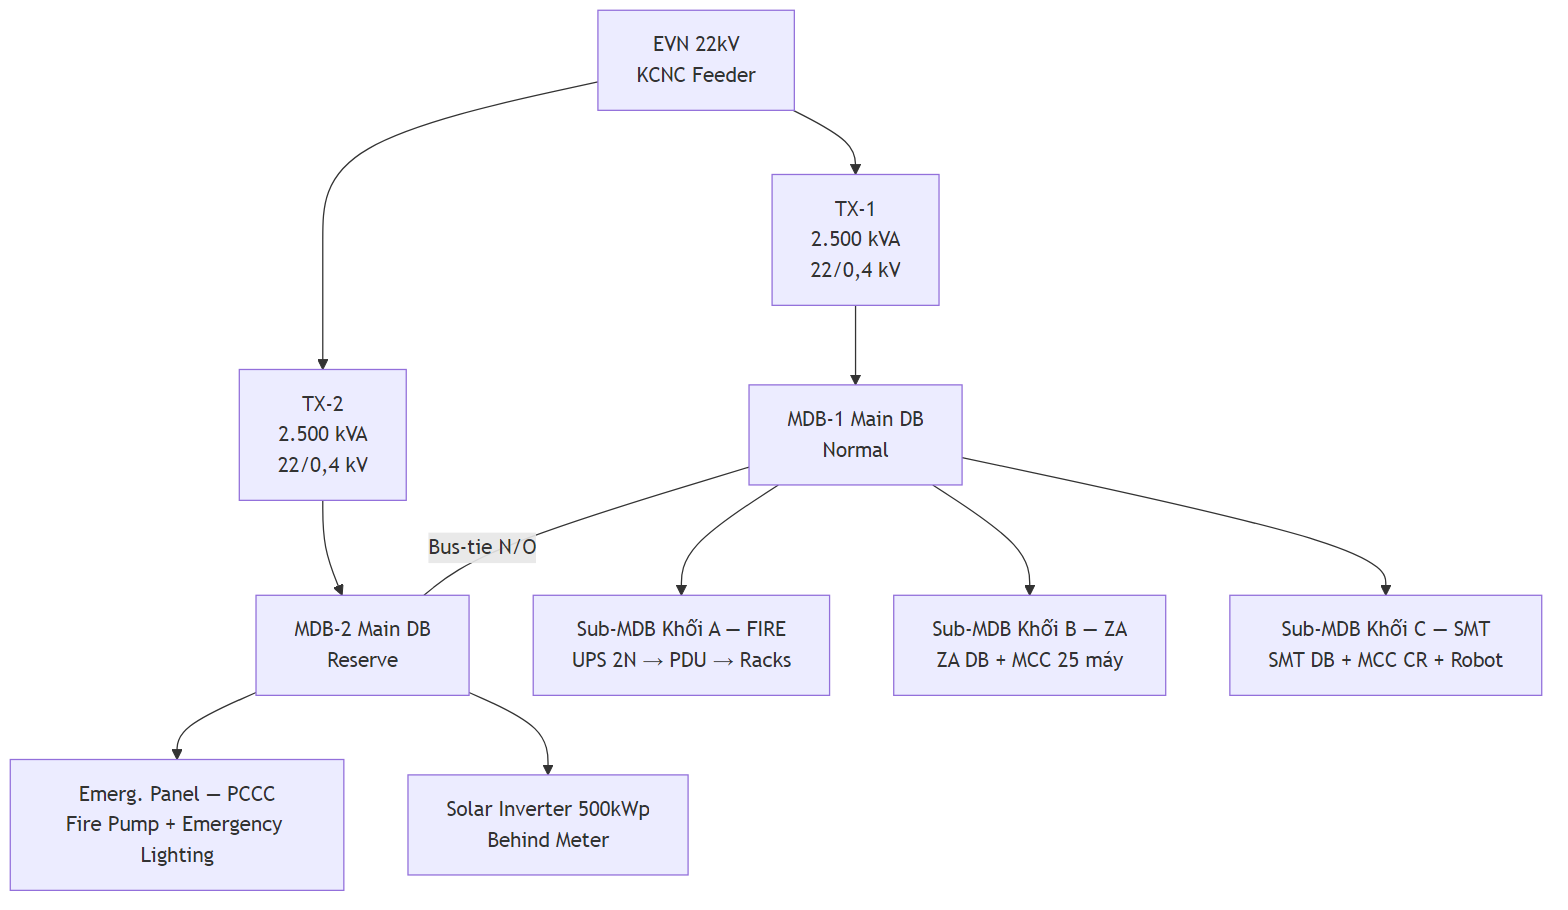 EVN 22kV
KCNC Feeder
TX-1
2.500 kVA
22/0,4 kV
TX-2
2.500 kVA
22/0,4 kV
MDB-1 Main DB
Normal
Bus-tie N/O
MDB-2 Main DB
Reserve
Sub-MDB Khối A — FIRE
UPS 2N → PDU → Racks
Sub-MDB Khối B — ZA
ZA DB + MCC 25 máy
Sub-MDB Khối C — SMT
SMT DB + MCC CR + Robot
Emerg. Panel — PCCC
Fire Pump + Emergency
Lighting
Solar Inverter 500kWp
Behind Meter